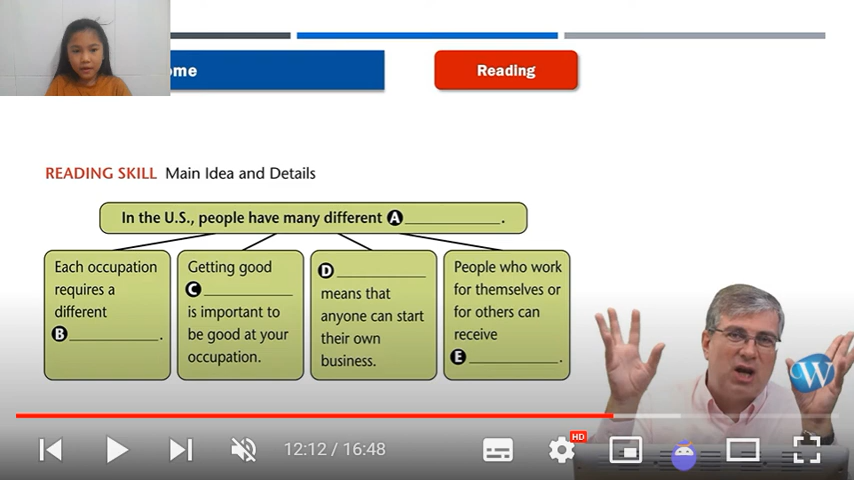 ome
Reading
READING SKILL Main Idea and Details
In the U.S., people have many different A ____________.
Each occupation
requires a
different
B ____________.
Getting good
C ____________
is important to
be good at your
occupation.
D ____________
means that
anyone can start
their own
business.
People who work
for themselves or
for others can
receive
E ____________.
W
12:12 / 16:48
HD